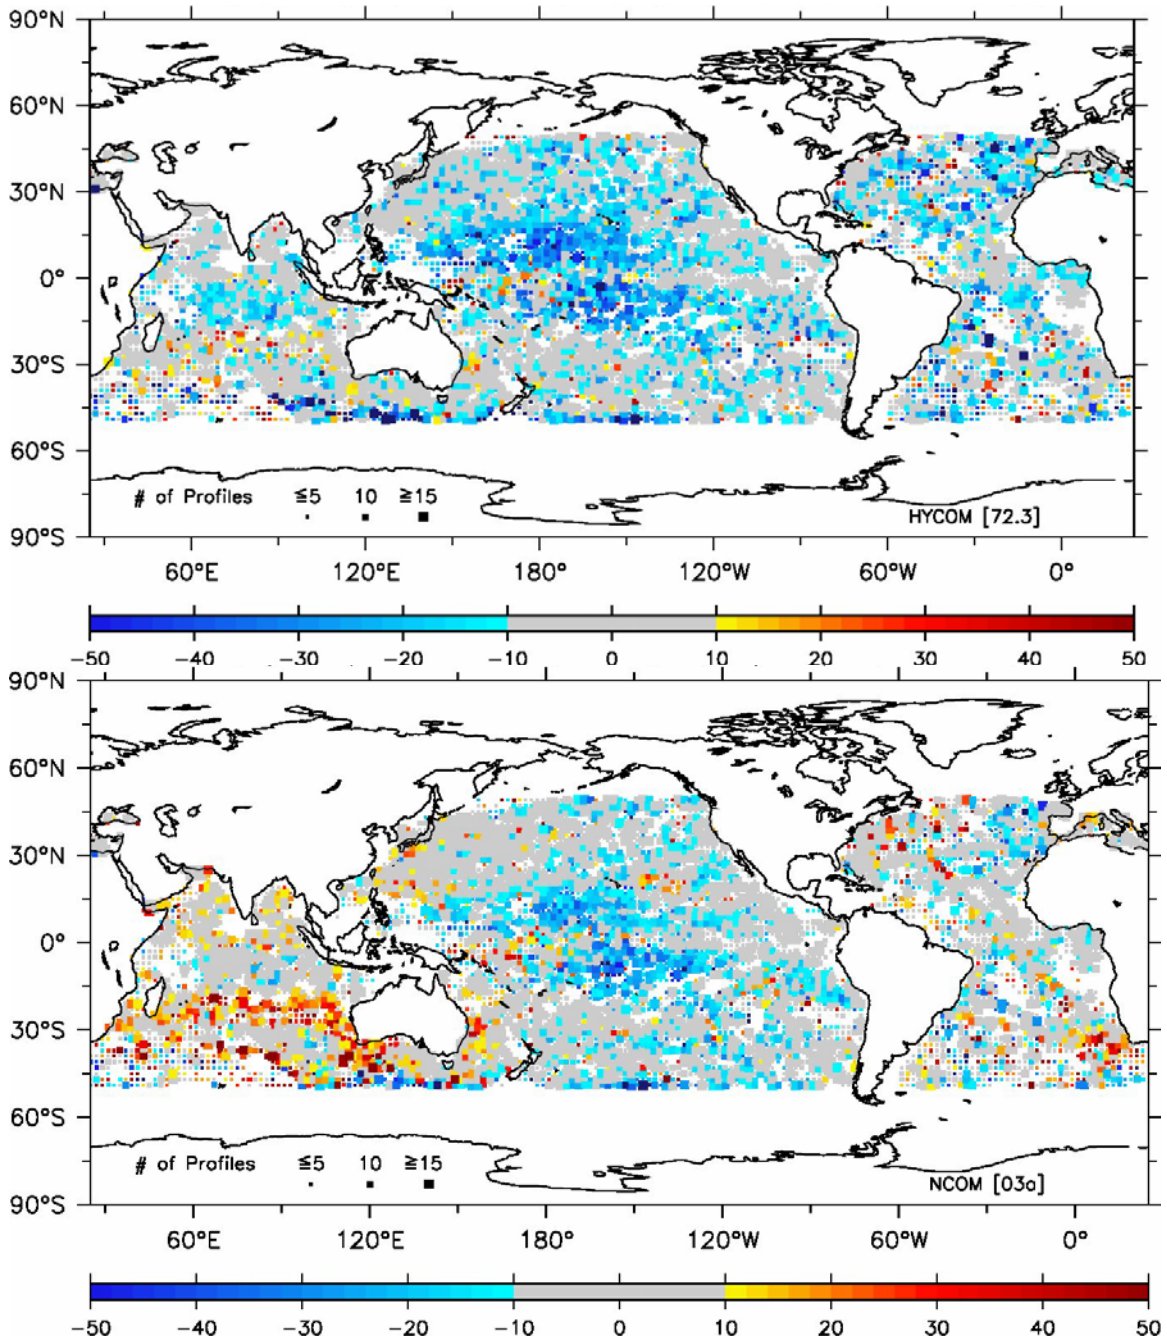 90°N
60°N
30°N
0°
30°S
60°S
90°S
# of Profiles ≦5 10 ≧15
HYCOM [72.3]
60°E 120°E 180° 120°W 60°W 0°
−50 −40 −30 −20 −10 0 10 20 30 40 50
90°N
60°N
30°N
0°
30°S
60°S
90°S
# of Profiles ≦5 10 ≧15
NCOM [03a]
60°E 120°E 180° 120°W 60°W 0°
−50 −40 −30 −20 −10 0 10 20 30 40 50